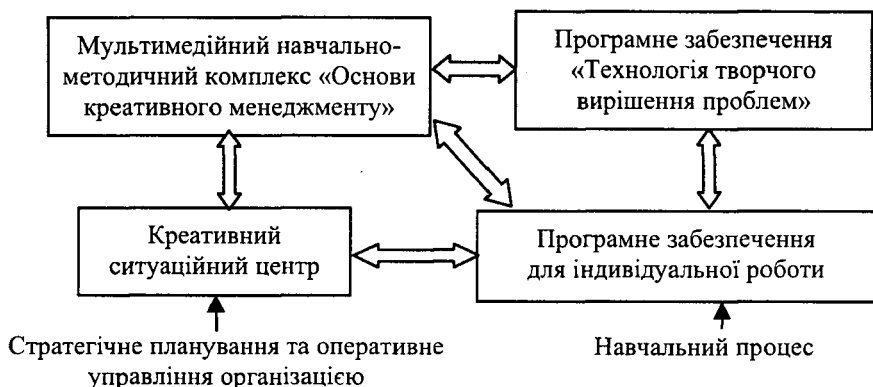 Мультимедійний навчально-
методичний комплекс «Основи
креативного менеджменту»
Програмне забезпечення
«Технологія творчого
вирішення проблем»
Креативний
ситуаційний центр
Програмне забезпечення
для індивідуальної роботи
Стратегічне планування та оперативне
управління організацією
Навчальний процес